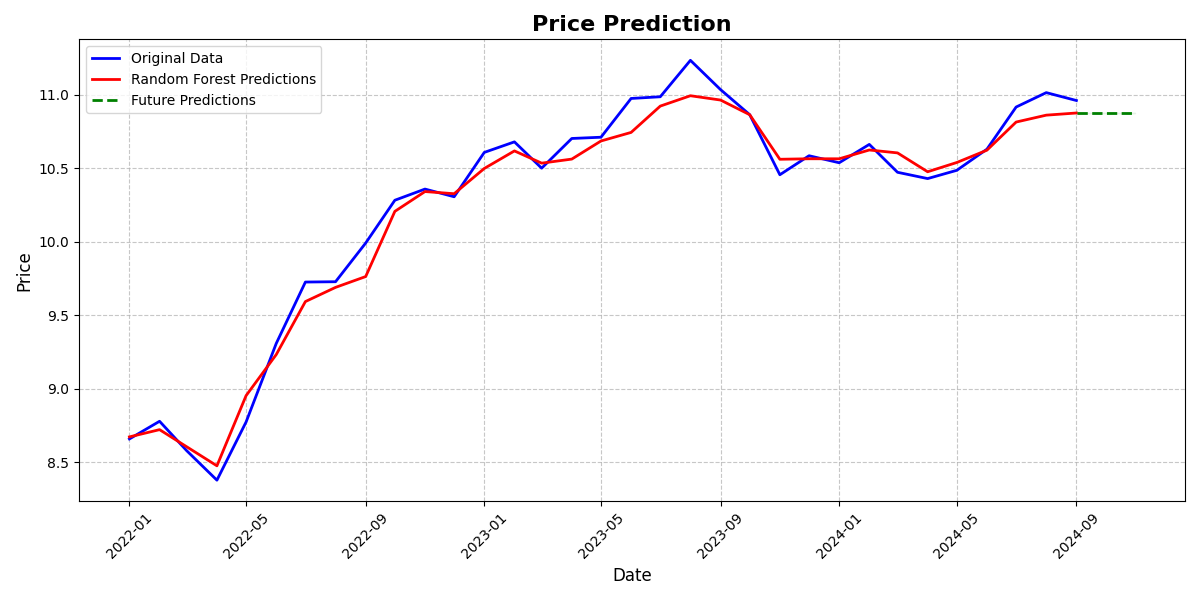 Price Prediction
Original Data
Random Forest Predictions
Future Predictions
Price
11.0
10.5
10.0
9.5
9.0
8.5
2022-01
2022-05
2022-09
2023-01
2023-05
2023-09
2024-01
2024-05
2024-09
Date